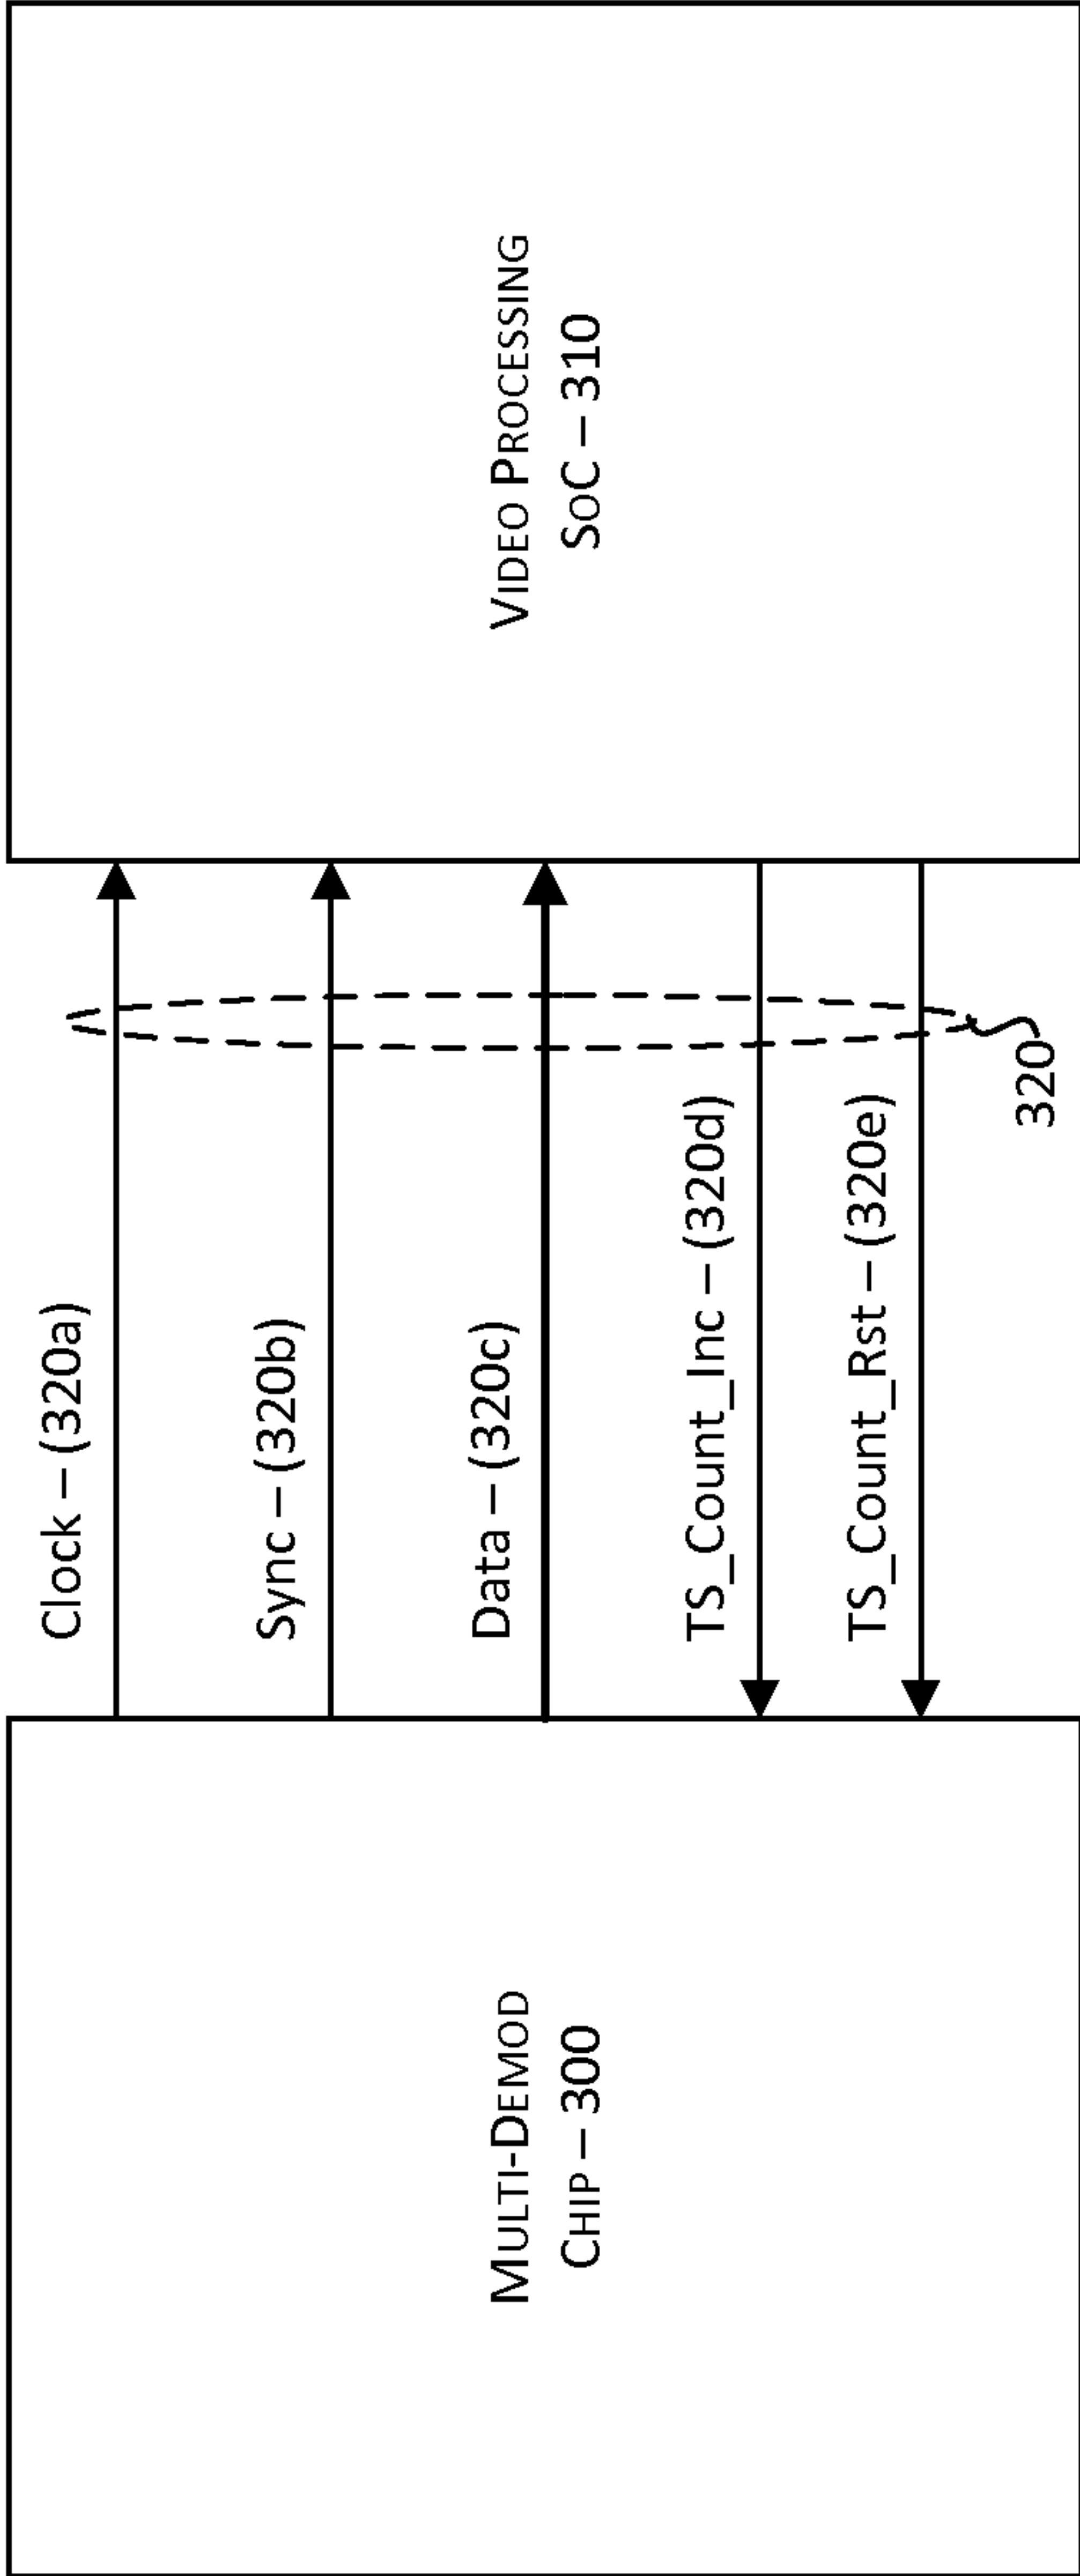 MULTI-DEMOD
CHIP – 300
Clock – (320a)
Sync – (320b)
Data – (320c)
TS_Count_Inc – (320d)
TS_Count_Rst – (320e)
320
VIDEO PROCESSING
SOC – 310